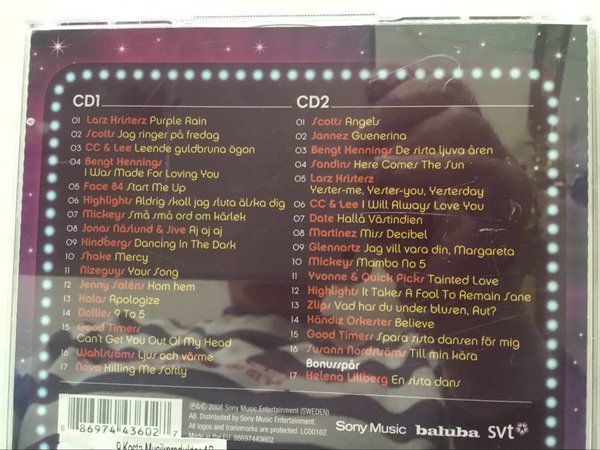 CD1
01 Larz Kristerz Purple Rain
02 Scotts Jag ringer på fredag
03 CC & Lee Leende guldbruna ögon
04 Bengt Hennings
I Was Made For Loving You
05 Face 84 Start Me Up
06 Highlights Aldrig skall jag sluta älska dig
07 Mickeys Små små ord om kärlek
08 Jonas Näslund & Jive Aj aj aj
09 Kindbergs Dancing In The Dark
10 Shake Mercy
11 Nizeguys Your Song
12 Jenny Saléns Hom hem
13 Kalas Apologize
14 Dollies 9 To 5
15 Good Timers
Can't Get You Out Of My Head
16 Wahlströms Ljus och värme
17 Nova Killing Me Softly
CD2
01 Scotts Angels
02 Jannez Guenerina
03 Bengt Hennings De sista ljuva åren
04 Sandins Here Comes The Sun
05 Larz Kristerz
Yester-me, Yester-you, Yesterday
06 CC & Lee I Will Always Love You
07 Date Hallå Västindien
08 Martinez Miss Decibel
09 Glennartz Jag vill vara din, Margareta
10 Mickeys Mambo No 5
11 Yvonne & Quick Picks Tainted Love
12 Highlights It Takes A Fool To Remain Sane
13 Zlips Vad har du under blusen, Rut?
14 Händiz Orkester Believe
15 Good Timers Spara sista dansen för mig
16 Susann Nordströms Till min kära
Bonusspår
17 Helena Lillberg En sista dans
8 86974 43602 7
℗&© 2008 Sony Music Entertainment (SWEDEN)
AB. Distributed by Sony Music Entertainment.
All logos and trademarks are protected. LC00162
Made in the EU. 88697443602
Sony Music baluba svt